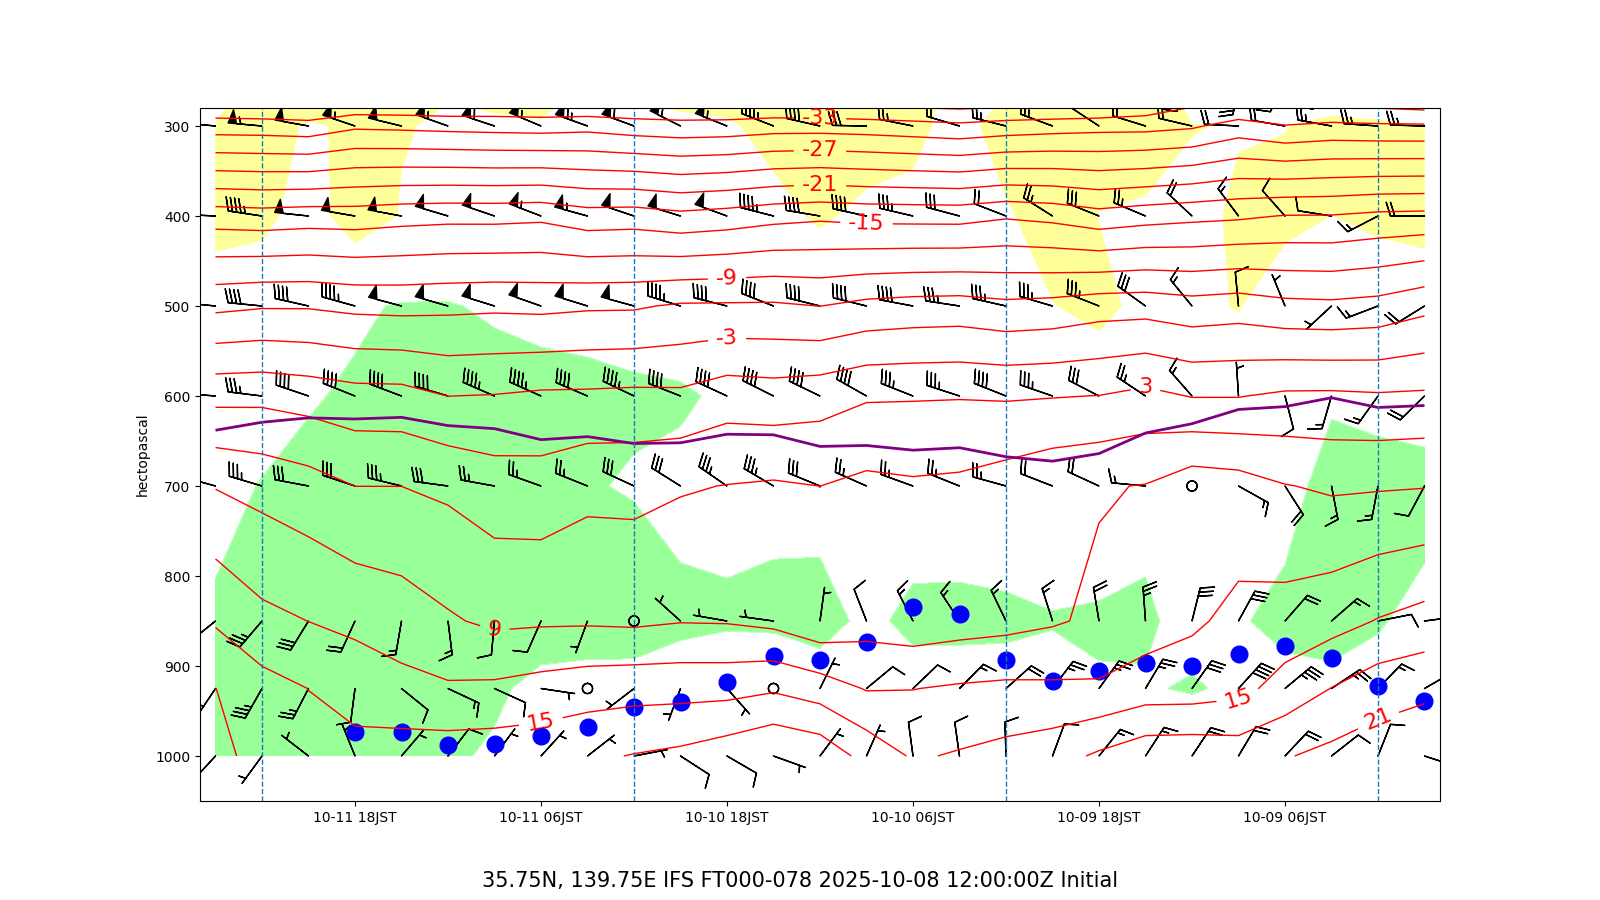 -33
300
-27
-21
400
-15
-9
500
-3
3
600
hectopascal
700
800
9
900
15
15
21
1000
10-11 18JST
10-11 06JST
10-10 18JST
10-10 06JST
10-09 18JST
10-09 06JST
35.75N, 139.75E IFS FT000-078 2025-10-08 12:00:00Z Initial